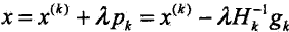 x = x^{(k)} + λp_k = x^{(k)} − λH_k^{−1} g_k